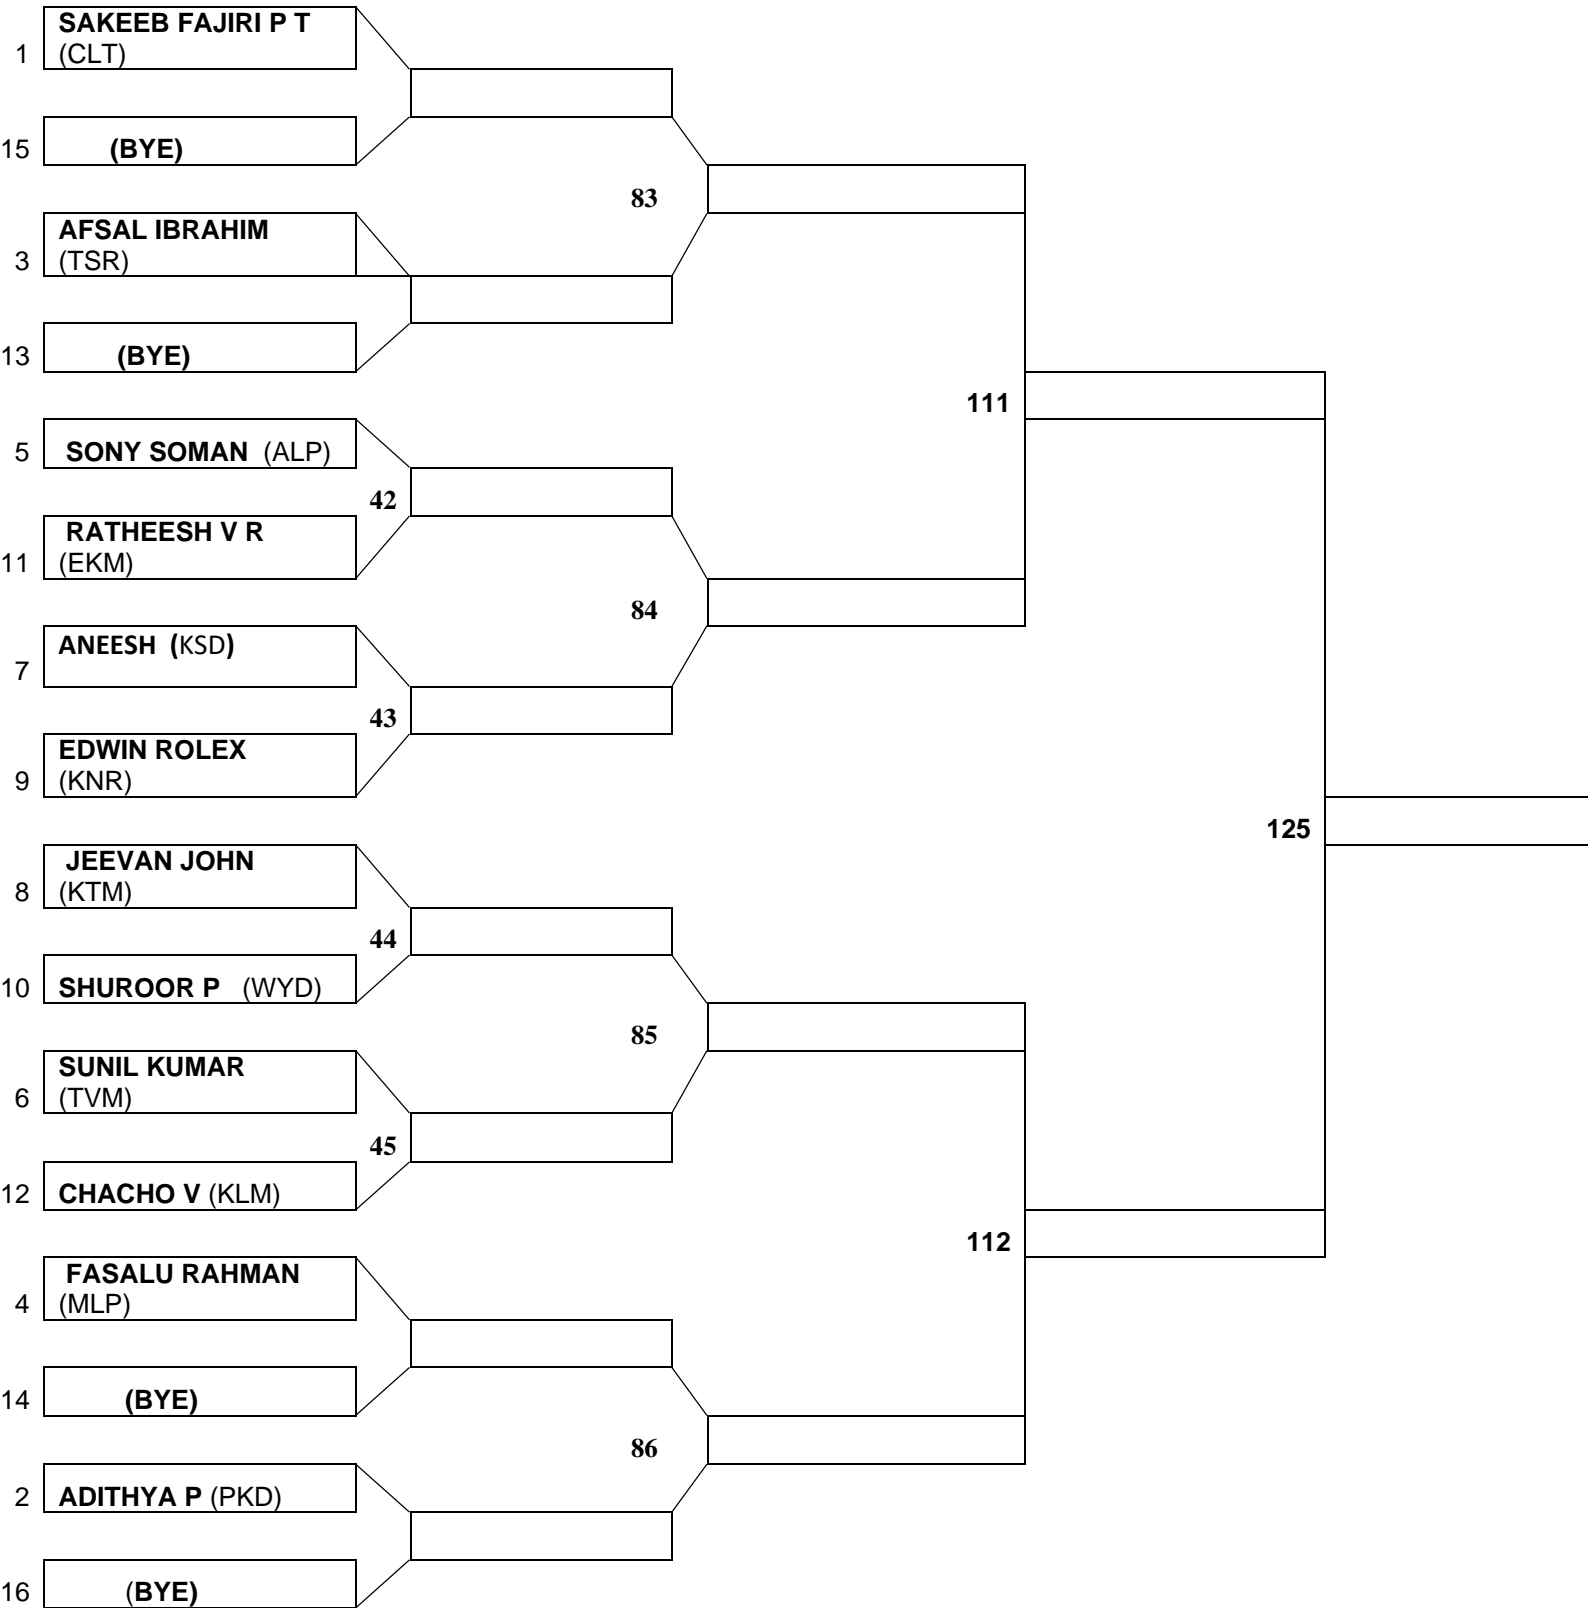 SAKEEB FAJIRI P T
1 (CLT)
15 (BYE)
83
AFSAL IBRAHIM
3 (TSR)
13 (BYE)
111
5 SONY SOMAN (ALP)
42
RATHEESH V R
11 (EKM)
84
ANEESH (KSD)
7
43
EDWIN ROLEX
9 (KNR)
125
JEEVAN JOHN
8 (KTM)
44
10 SHUROOR P (WYD)
85
SUNIL KUMAR
6 (TVM)
45
12 CHACHO V (KLM)
112
FASALU RAHMAN
4 (MLP)
14 (BYE)
86
2 ADITHYA P (PKD)
16 (BYE)